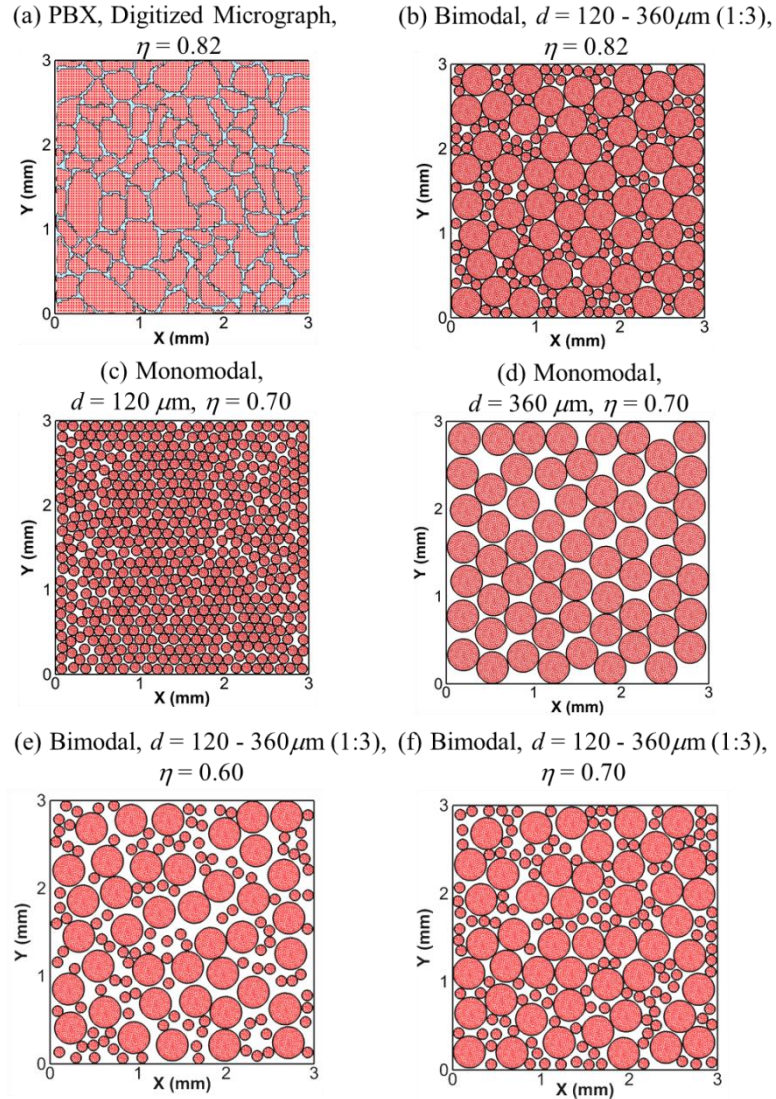 (a) PBX, Digitized Micrograph,
η = 0.82
3
2
1
0
Y (mm)
0
1
2
3
X (mm)
(b) Bimodal, d = 120 - 360μm (1:3),
η = 0.82
3
2
1
0
Y (mm)
0
1
2
3
X (mm)
(c) Monomodal,
d = 120 μm, η = 0.70
3
2
1
0
Y (mm)
0
1
2
3
X (mm)
(d) Monomodal,
d = 360 μm, η = 0.70
3
2
1
0
Y (mm)
0
1
2
3
X (mm)
(e) Bimodal, d = 120 - 360μm (1:3),
η = 0.60
3
2
1
0
Y (mm)
0
1
2
3
X (mm)
(f) Bimodal, d = 120 - 360μm (1:3),
η = 0.70
3
2
1
0
Y (mm)
0
1
2
3
X (mm)